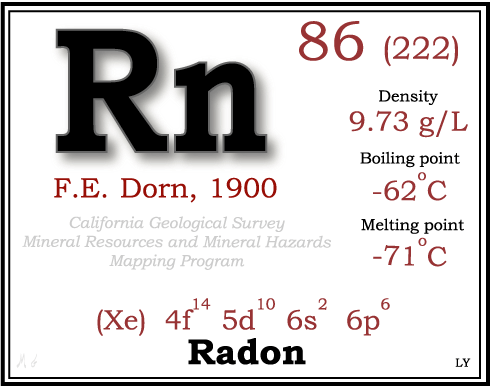 Rn
86 (222)
Density
9.73 g/L
Boiling point
-62°C
Melting point
-71°C
F.E. Dorn, 1900
California Geological Survey
Mineral Resources and Mineral Hazards
Mapping Program
(Xe) 4f¹⁴ 5d¹⁰ 6s² 6p⁶
Radon
LY